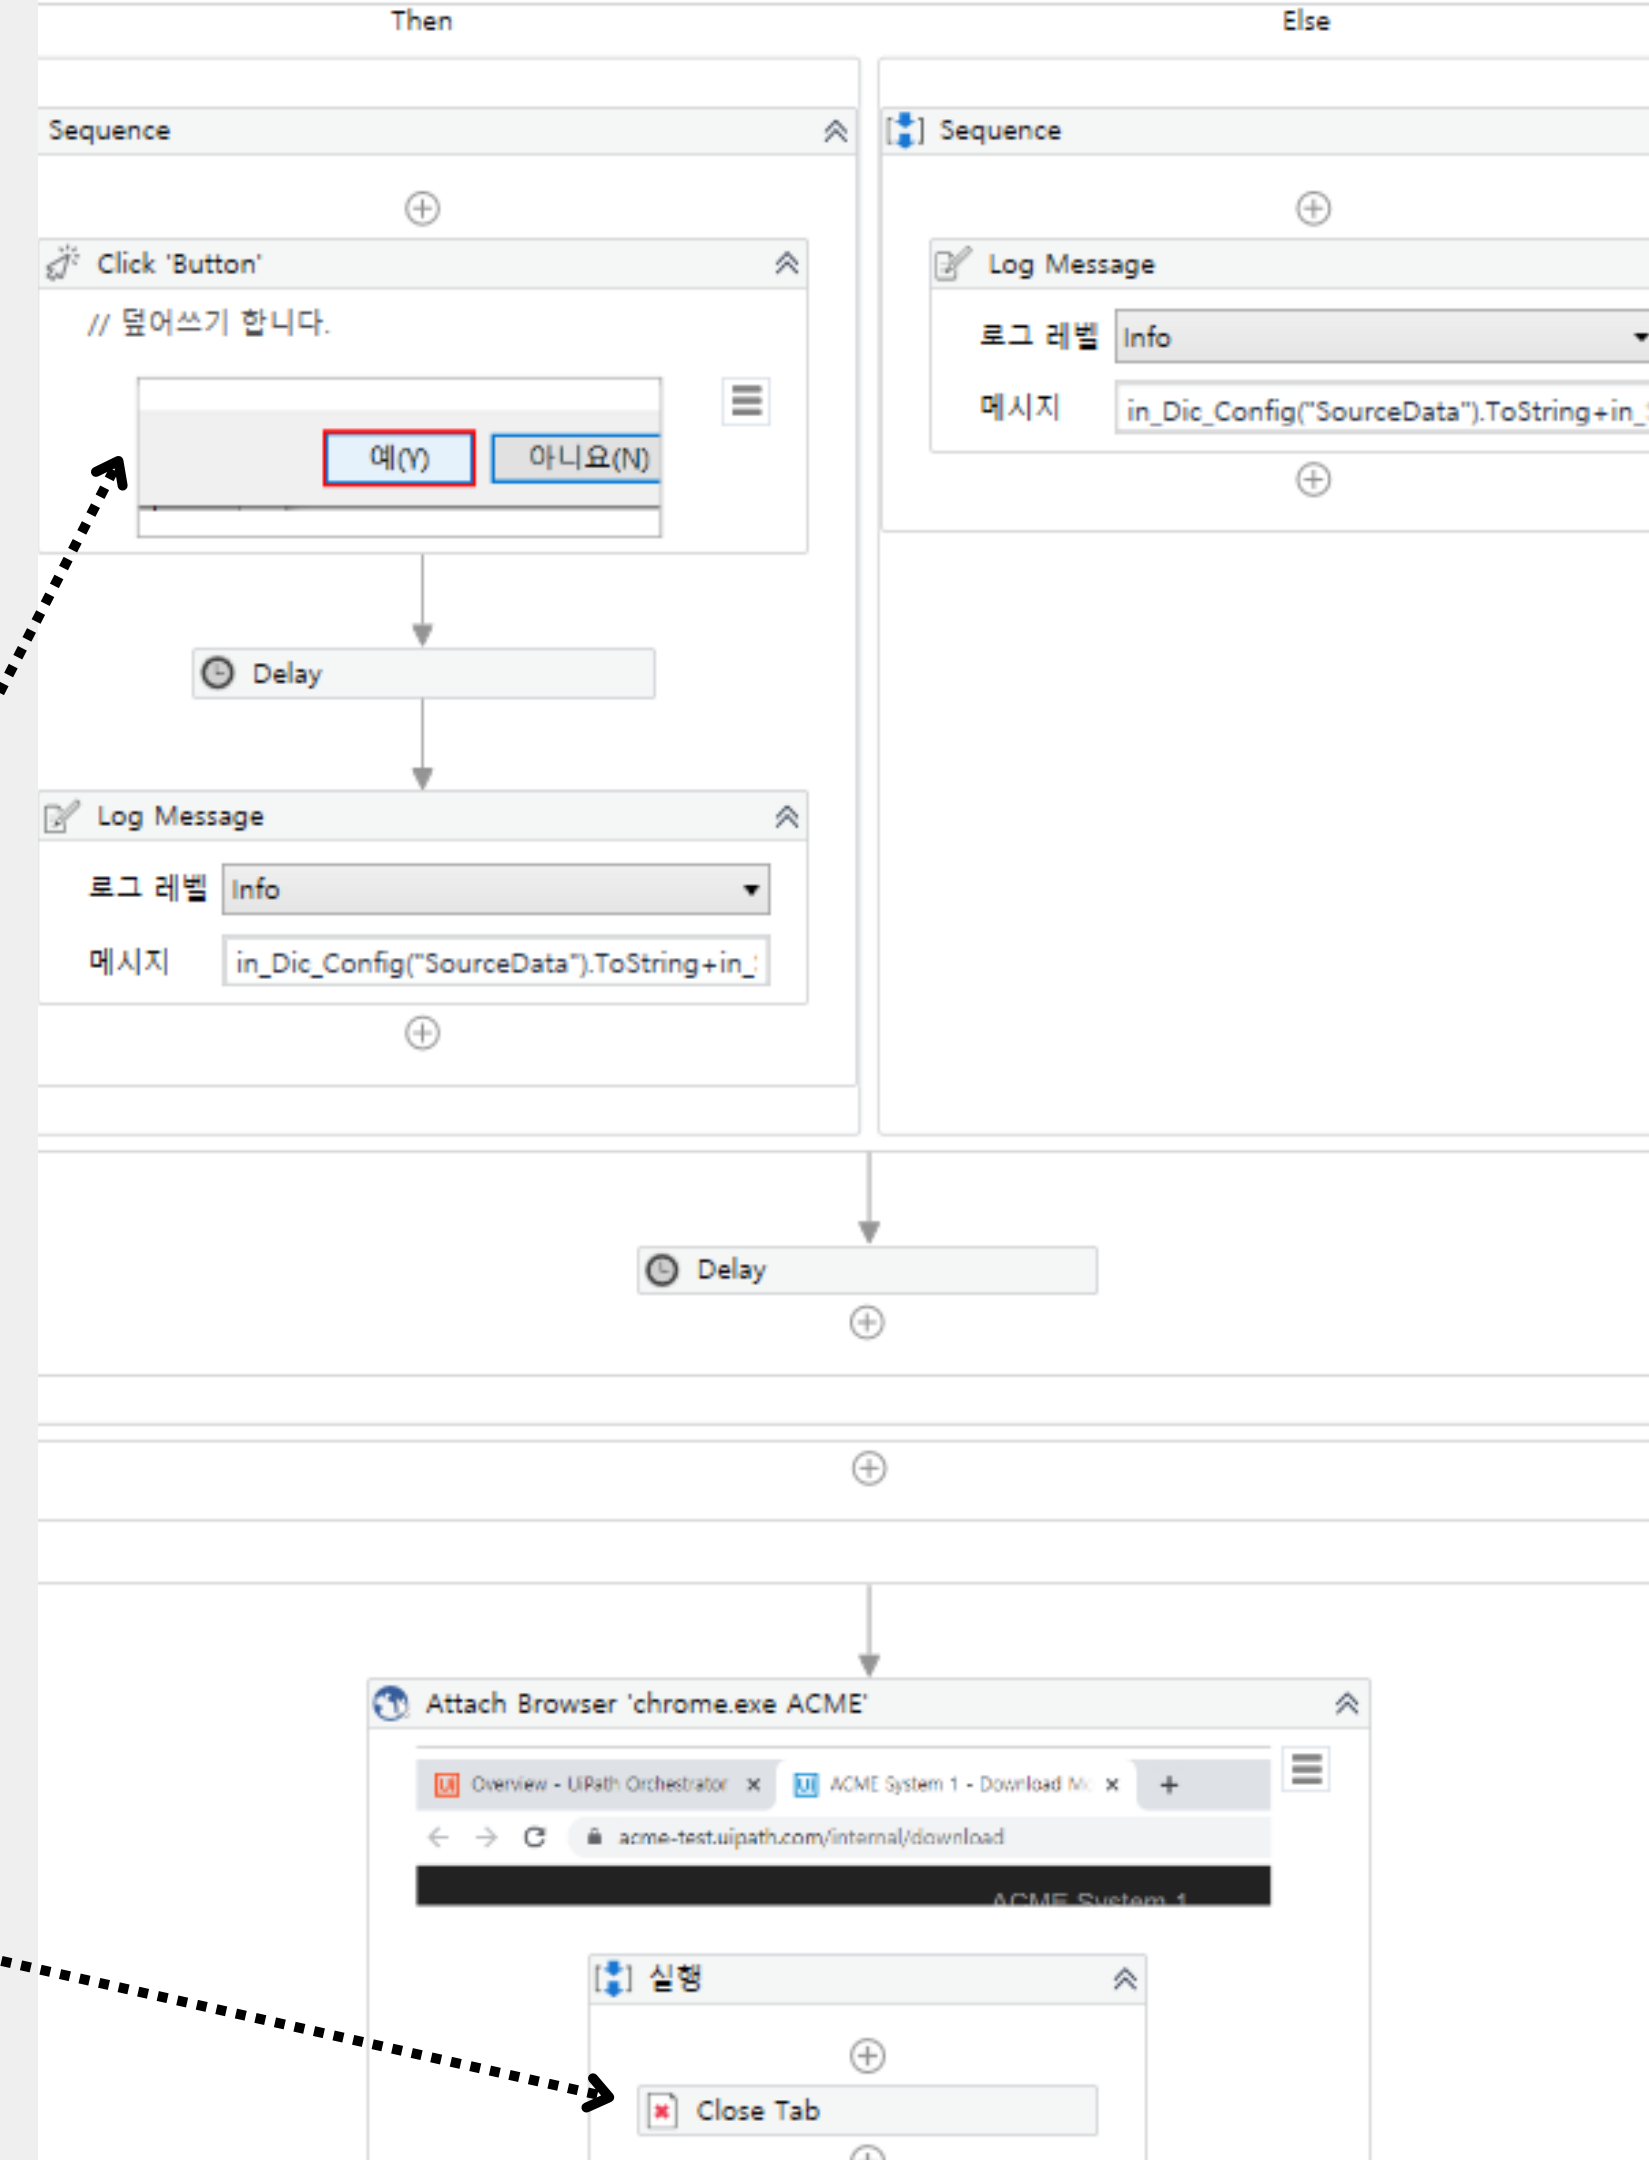 Then
Else
Sequence
Sequence
Click 'Button'
// 덮어쓰기 합니다.
예(Y)
아니요(N)
Log Message
로그 레벨 Info
메시지 in_Dic_Config("SourceData").ToString+in_
Delay
Log Message
로그 레벨 Info
메시지 in_Dic_Config("SourceData").ToString+in_
Delay
Attach Browser 'chrome.exe ACME'
Overview - UiPath Orchestrator
ACME System 1 - Download M
acme-test.uipath.com/internal/download
ACME System 1
실행
Close Tab